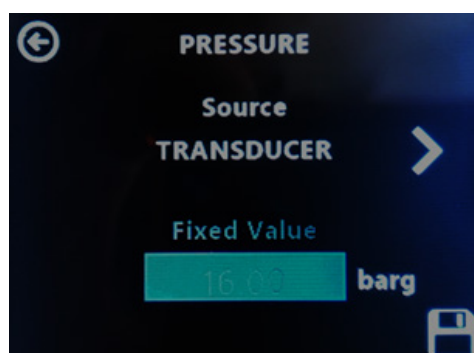 PRESSURE
Source
TRANSDUCER
Fixed Value
16.00 barg